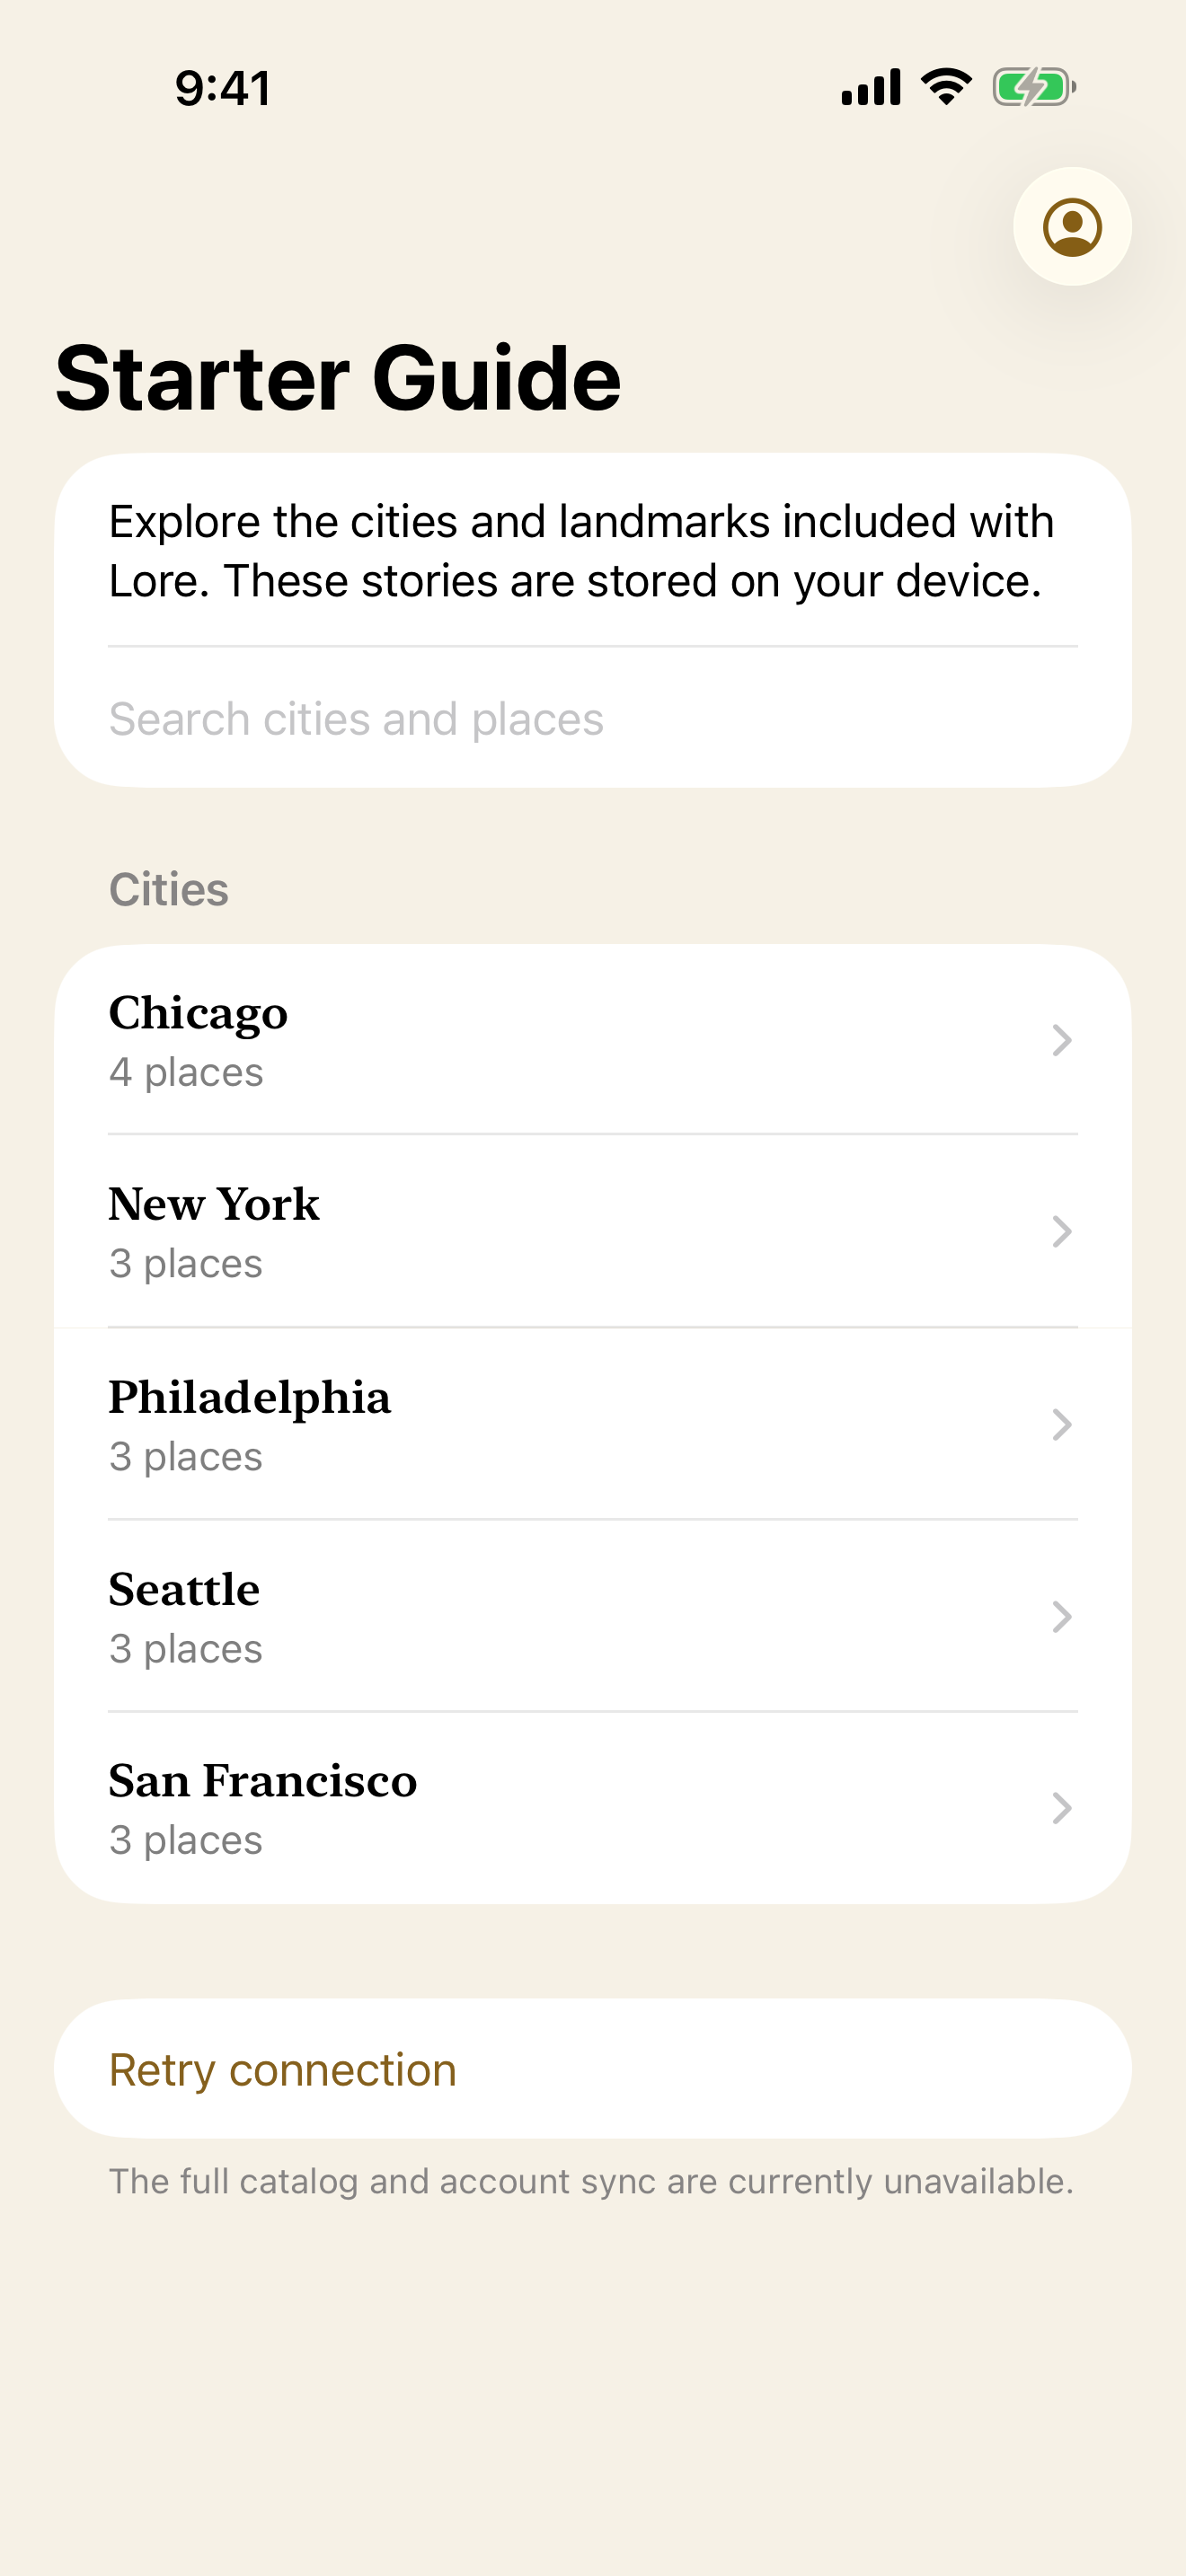 9:41
Starter Guide
Explore the cities and landmarks included with
Lore. These stories are stored on your device.
Search cities and places
Cities
Chicago
4 places
New York
3 places
Philadelphia
3 places
Seattle
3 places
San Francisco
3 places
Retry connection
The full catalog and account sync are currently unavailable.